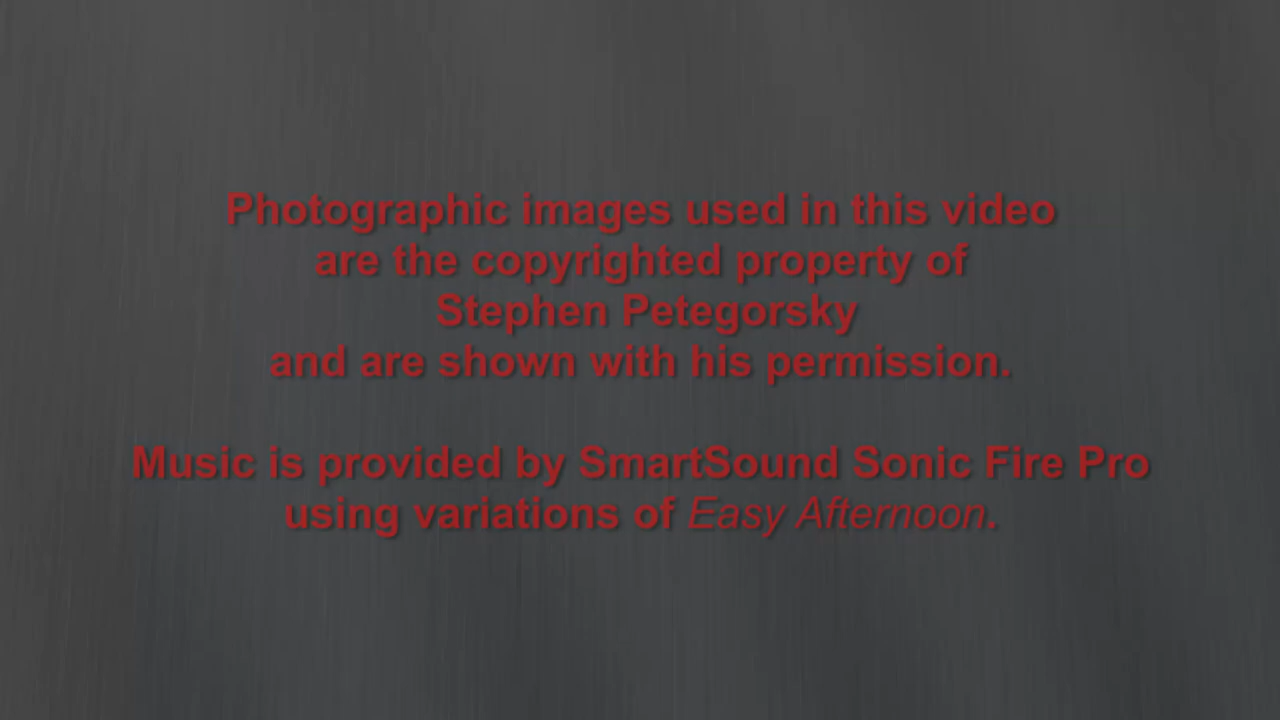 Photographic images used in this video
are the copyrighted property of
Stephen Petegorsky
and are shown with his permission.
Music is provided by SmartSound Sonic Fire Pro
using variations of Easy Afternoon.